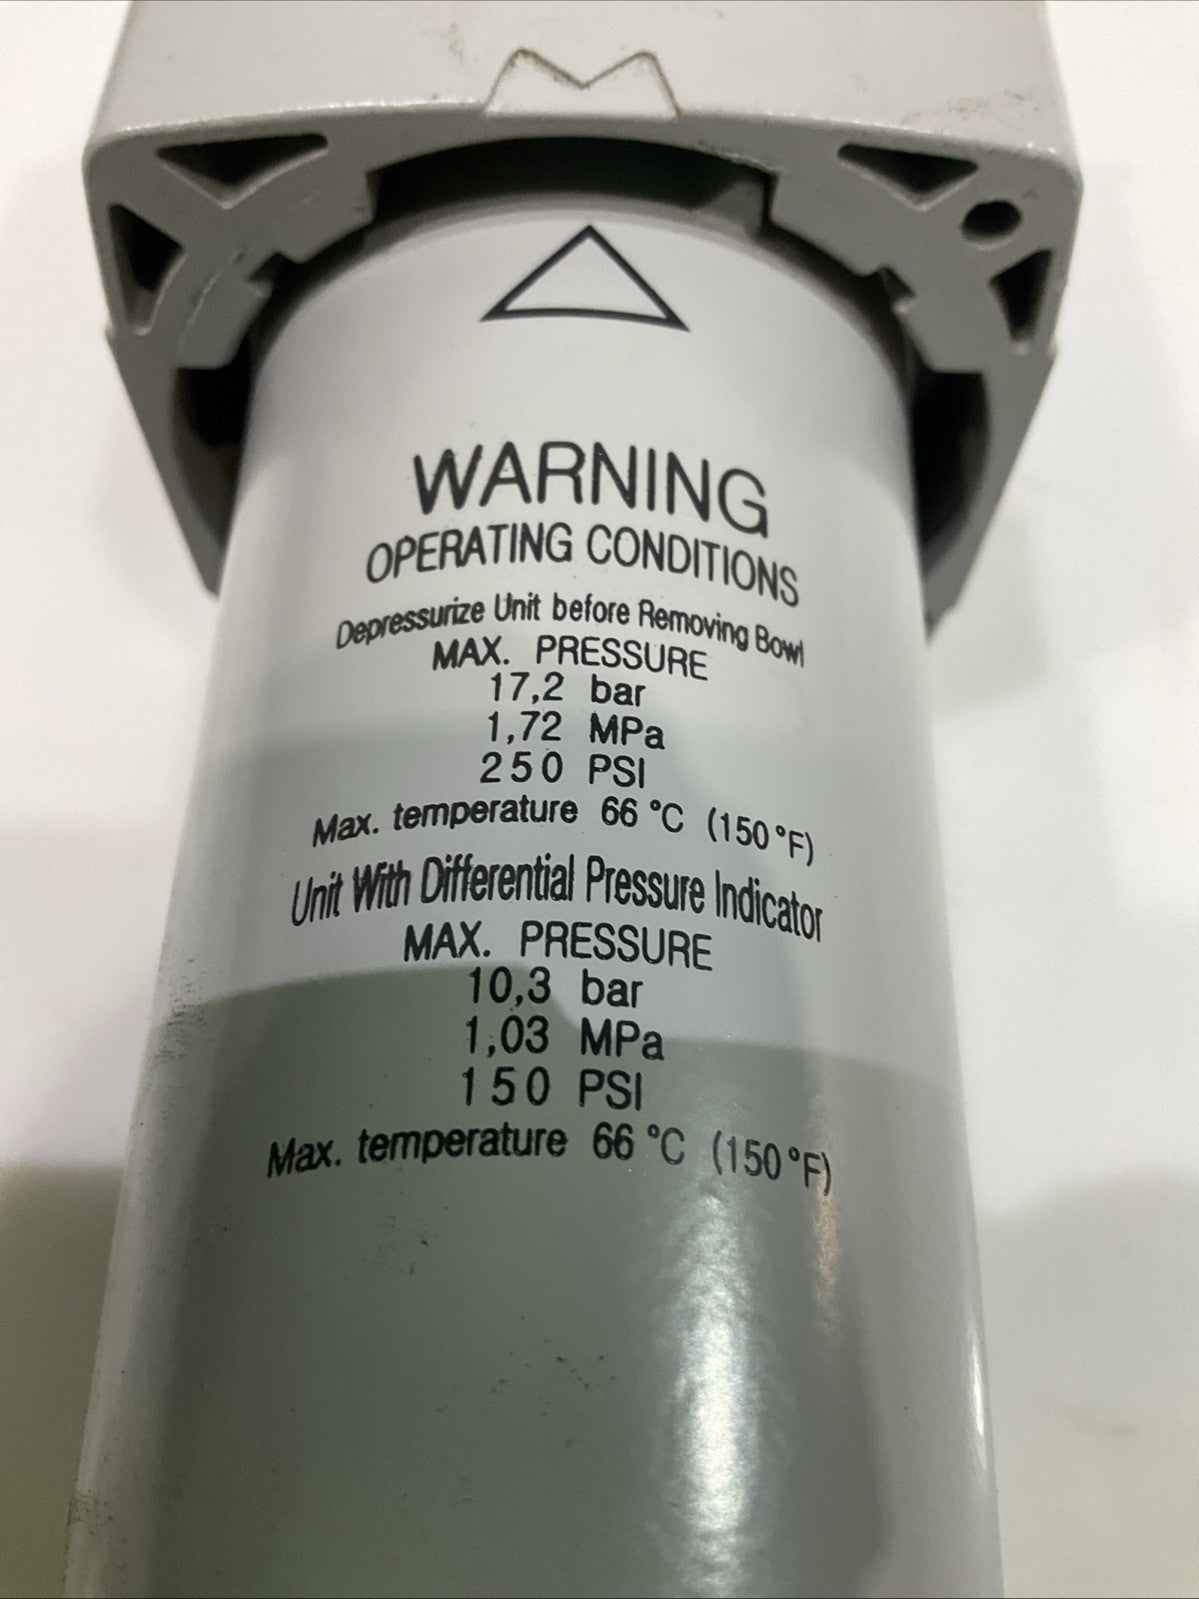 WARNING
OPERATING CONDITIONS
Depressurize Unit before Removing Bowl
MAX. PRESSURE
17,2 bar
1,72 MPa
250 PSI
Max. temperature 66 °C (150°F)
Unit With Differential Pressure Indicator
MAX. PRESSURE
10,3 bar
1,03 MPa
150 PSI
Max. temperature 66 °C (150°F)